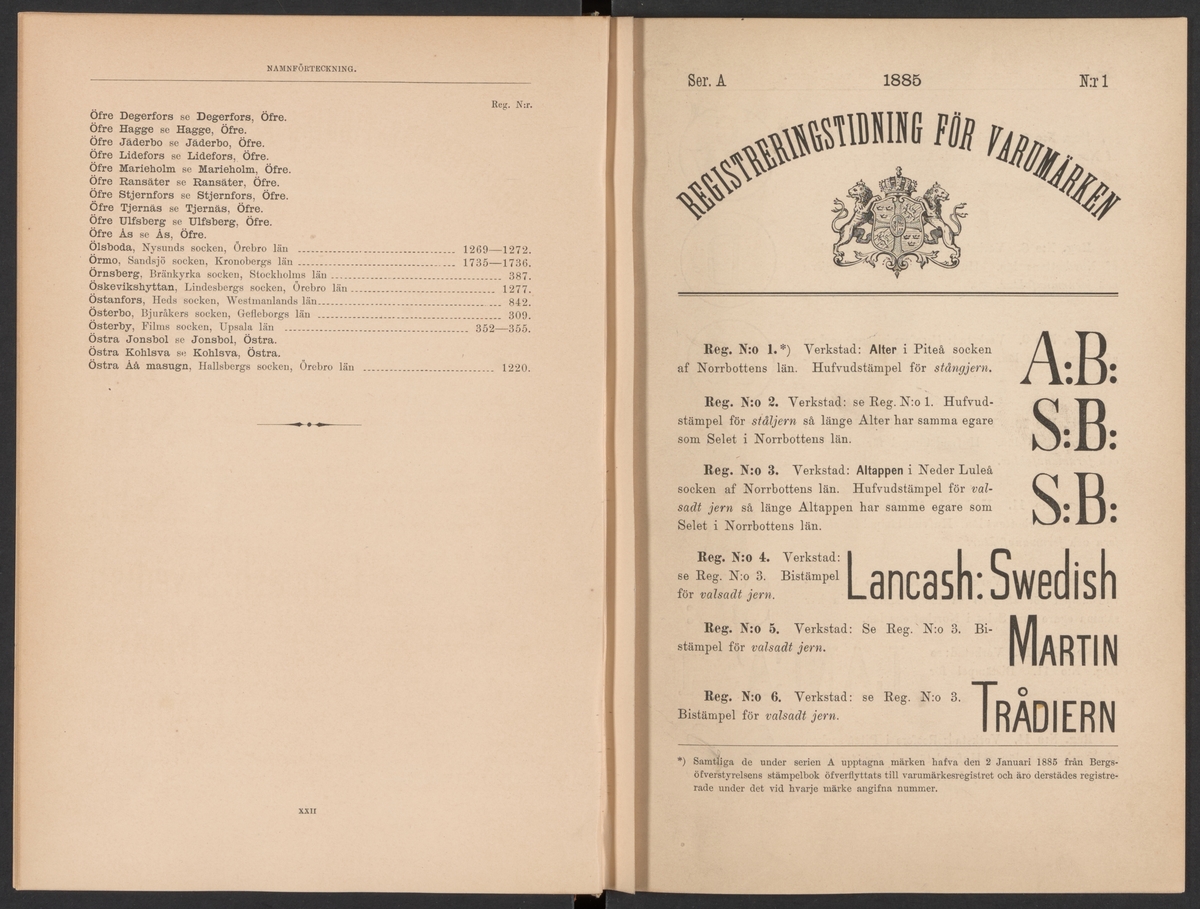 NAMNFÖRTECKNING.
Reg. N:r.
Öfre Degerfors se Degerfors, Öfre.
Öfre Hagge se Hagge, Öfre.
Öfre Jäderbo se Jäderbo, Öfre.
Öfre Lidefors se Lidefors, Öfre.
Öfre Marieholm se Marieholm, Öfre.
Öfre Ransäter se Ransäter, Öfre.
Öfre Stjernfors se Stjernfors, Öfre.
Öfre Tjernäs se Tjernäs, Öfre.
Öfre Ulfsberg se Ulfsberg, Öfre.
Öfre Ås se Ås, Öfre.
Ölsboda, Nysunds socken, Örebro län 1269—1272.
Örmo, Sandsjö socken, Kronobergs län 1735—1736.
Örnsberg, Bränkyrka socken, Stockholms län 387.
Öskevikshyttan, Lindesbergs socken, Örebro län 1277.
Östanfors, Heds socken, Westmanlands län 842.
Österbo, Bjuråkers socken, Gefleborgs län 309.
Österby, Films socken, Upsala län 352—355.
Östra Jonsbol se Jonsbol, Östra.
Östra Kohlsva se Kohlsva, Östra.
Östra Åå masugn, Hallsbergs socken, Örebro län 1220.
XXII
Ser. A 1885 N:r 1
REGISTRERINGSTIDNING FÖR VARUMÄRKEN
Reg. N:o 1.*) Verkstad: Alter i Piteå socken
af Norrbottens län. Hufvudstämpel för stångjern.
A:B:
Reg. N:o 2. Verkstad: se Reg. N:o 1. Hufvud-
stämpel för ståljern så länge Alter har samma egare
som Selet i Norrbottens län.
S:B:
Reg. N:o 3. Verkstad: Altappen i Neder Luleå
socken af Norrbottens län. Hufvudstämpel för val-
sadt jern så länge Altappen har samme egare som
Selet i Norrbottens län.
S:B:
Reg. N:o 4. Verkstad:
se Reg. N:o 3. Bistämpel
för valsadt jern.
Lancash: Swedish
Reg. N:o 5. Verkstad: Se Reg. N:o 3. Bi-
stämpel för valsadt jern.
MARTIN
Reg. N:o 6. Verkstad: se Reg. N:o 3.
Bistämpel för valsadt jern.
TRÅDIERN
*) Samtliga de under serien A upptagna märken hafva den 2 Januari 1885 från Bergs-
öfverstyrelsens stämpelbok öfverflyttats till varumärkesregistret och äro derstädes registre-
rade under det vid hvarje märke angifna nummer.